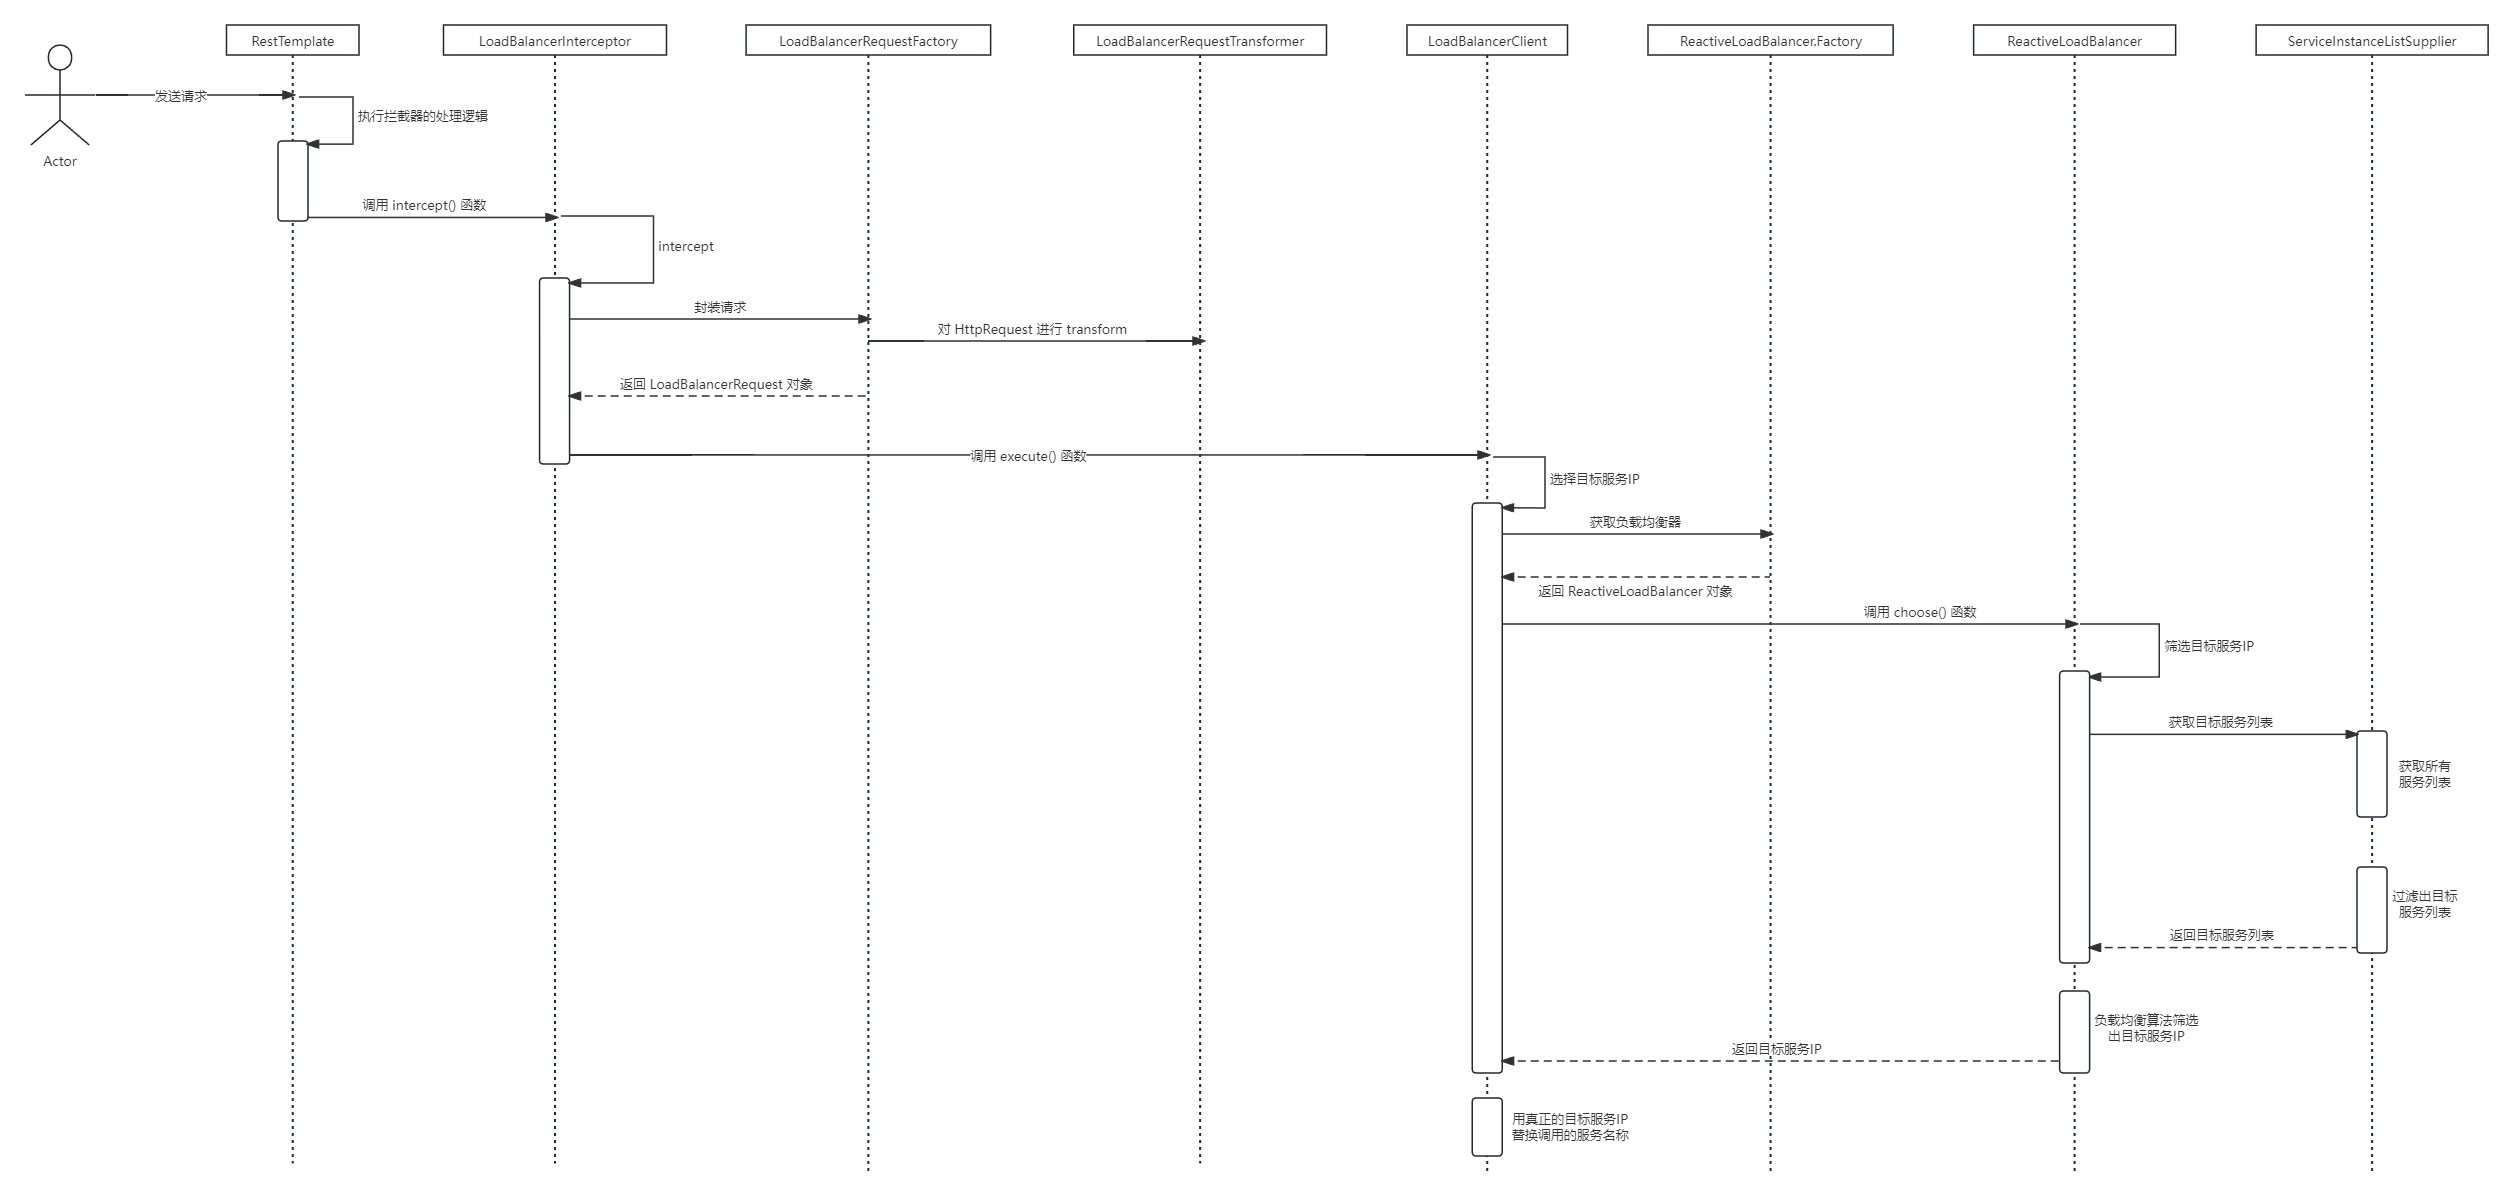 RestTemplate
LoadBalancerInterceptor
LoadBalancerRequestFactory
LoadBalancerRequestTransformer
LoadBalancerClient
ReactiveLoadBalancer.Factory
ReactiveLoadBalancer
ServiceInstanceListSupplier
Actor
发送请求
执行拦截器的处理逻辑
调用 intercept() 函数
intercept
封装请求
对 HttpRequest 进行 transform
返回 LoadBalancerRequest 对象
调用 execute() 函数
选择目标服务IP
获取负载均衡器
返回 ReactiveLoadBalancer 对象
调用 choose() 函数
筛选目标服务IP
获取目标服务列表
获取所有
服务列表
过滤出目标
服务列表
返回目标服务列表
负载均衡算法筛选
出目标服务IP
返回目标服务IP
用真正的目标服务IP
替换调用的服务名称